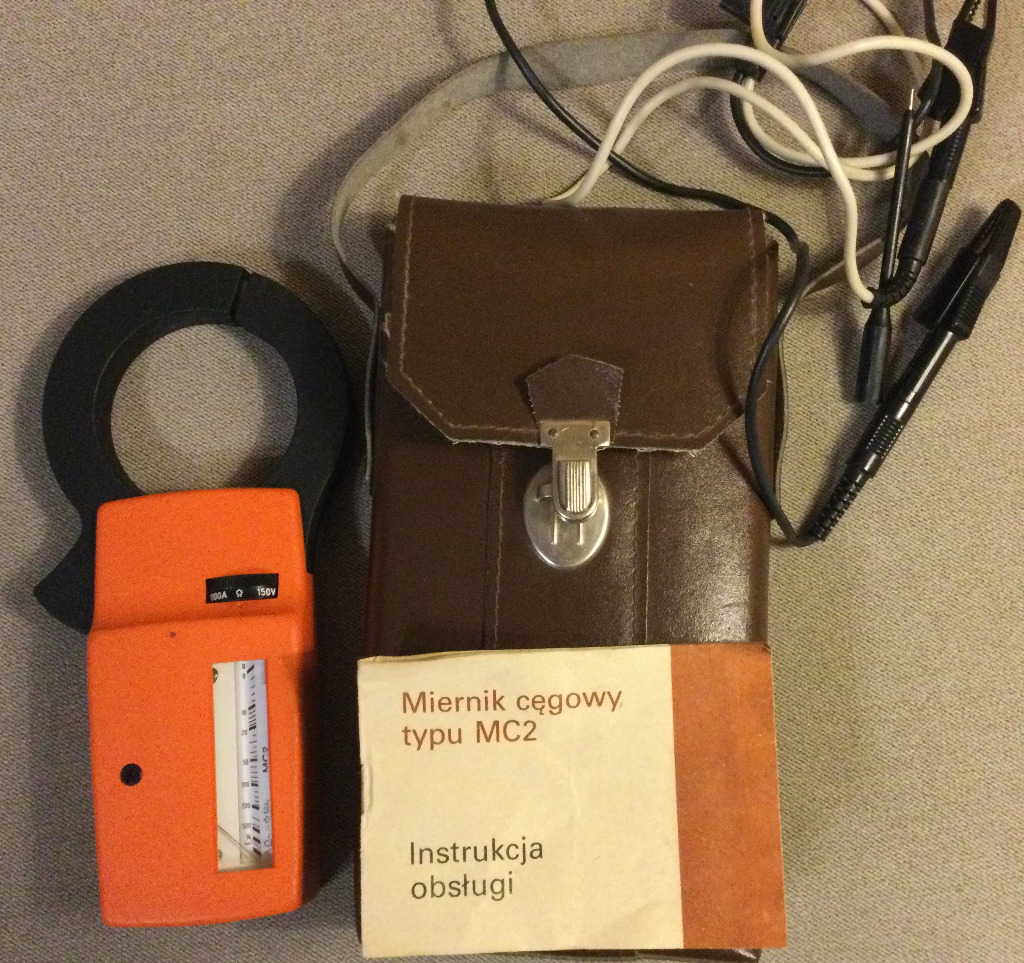 Ω 150V
MC2
Miernik cęgowy
typu MC2
Instrukcja
obsługi